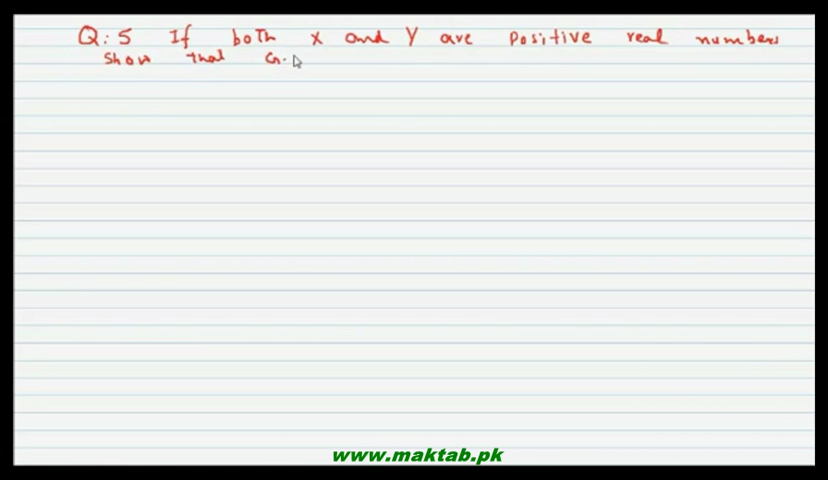 Q: 5 If both x and y are positive real numbers
Show that G.
www.maktab.pk